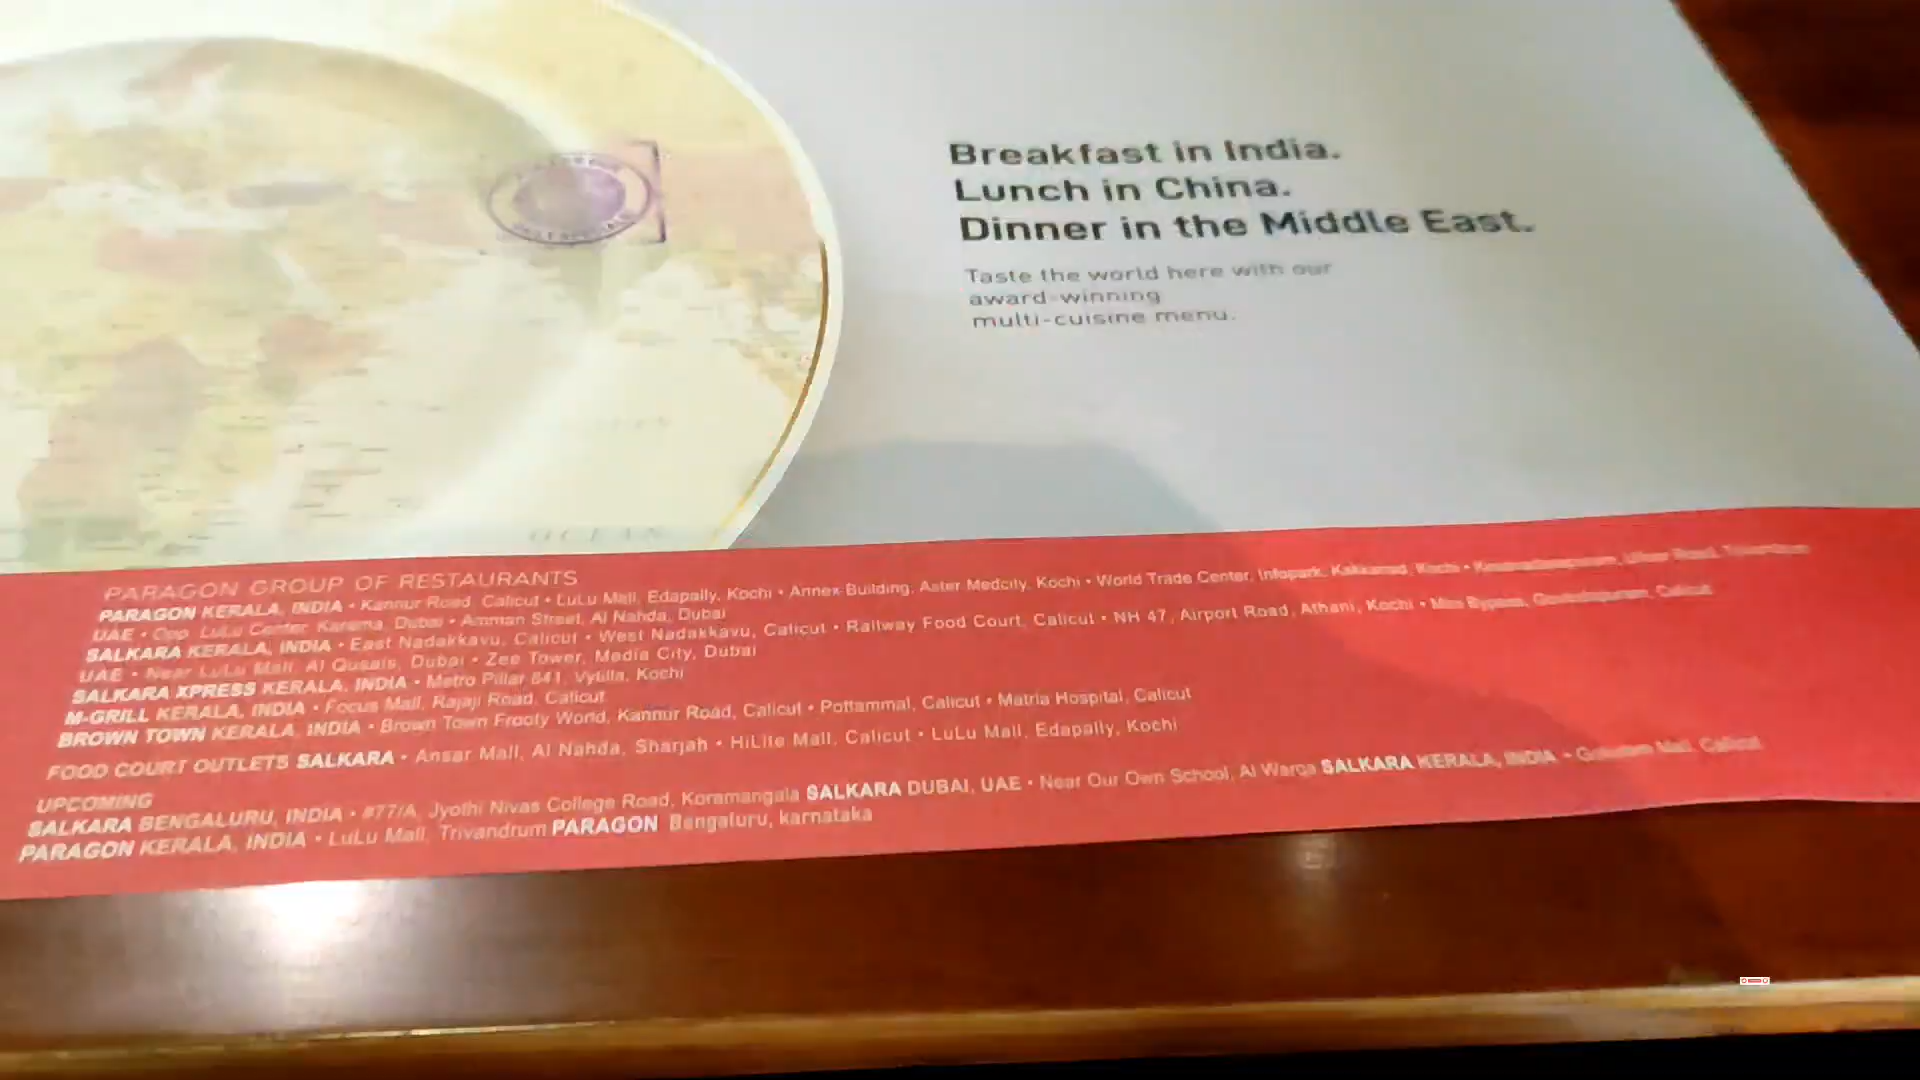 Breakfast in India.
Lunch in China.
Dinner in the Middle East.
Taste the world here with our
award-winning
multi-cuisine menu.
OCEAN
PARAGON GROUP OF RESTAURANTS
PARAGON KERALA, INDIA • Kannur Road, Calicut • LuLu Mall, Edapally, Kochi • Annex Building, Aster Medcity, Kochi • World Trade Center, Infopark, Kakkanad, Kochi •
UAE • Opp. LuLu Center, Karama, Dubai • Amman Street, Al Nahda, Dubai
SALKARA KERALA, INDIA • East Nadakkavu, Calicut • West Nadakkavu, Calicut • Railway Food Court, Calicut • NH 47, Airport Road, Athani, Kochi • Mini Bypass, Govindapuram, Calicut
UAE • Near LuLu Mall, Al Qusais, Dubai • Zee Tower, Media City, Dubai
SALKARA XPRESS KERALA, INDIA • Metro Pillar 641, Vytilla, Kochi
M-GRILL KERALA, INDIA • Focus Mall, Rajaji Road, Calicut
BROWN TOWN KERALA, INDIA • Brown Town Frooty World, Kannur Road, Calicut • Pottammal, Calicut • Matria Hospital, Calicut
FOOD COURT OUTLETS SALKARA • Ansar Mall, Al Nahda, Sharjah • HiLite Mall, Calicut • LuLu Mall, Edapally, Kochi
UPCOMING
SALKARA BENGALURU, INDIA • #77/A, Jyothi Nivas College Road, Koramangala SALKARA DUBAI, UAE • Near Our Own School, Al Warqa SALKARA KERALA, INDIA • Mall, Calicut
PARAGON KERALA, INDIA • LuLu Mall, Trivandrum PARAGON Bengaluru, karnataka